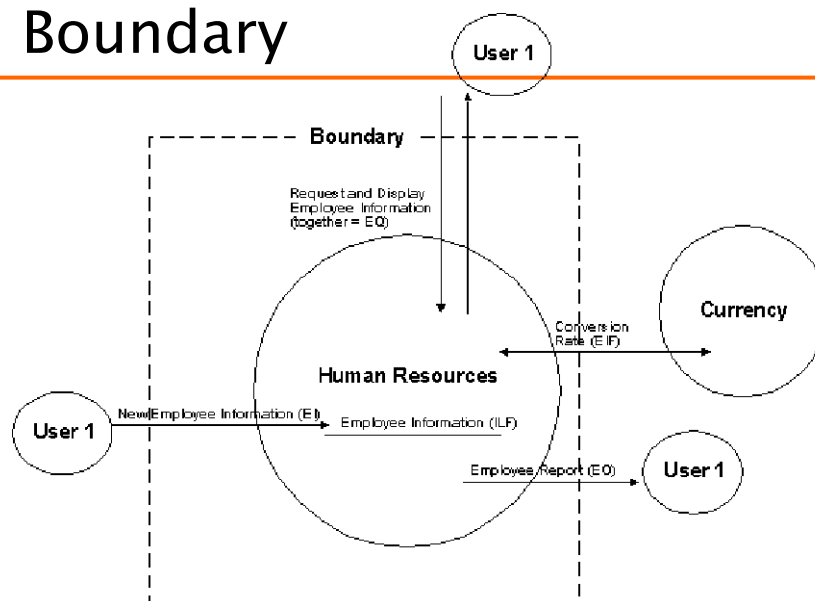 Boundary
User 1
Boundary
Request and Display
Employee Information
(together = EQ)
Currency
Conversion
Rate (EIF)
Human Resources
New Employee Information (EI)
Employee Information (ILF)
User 1
Employee Report (EO)
User 1